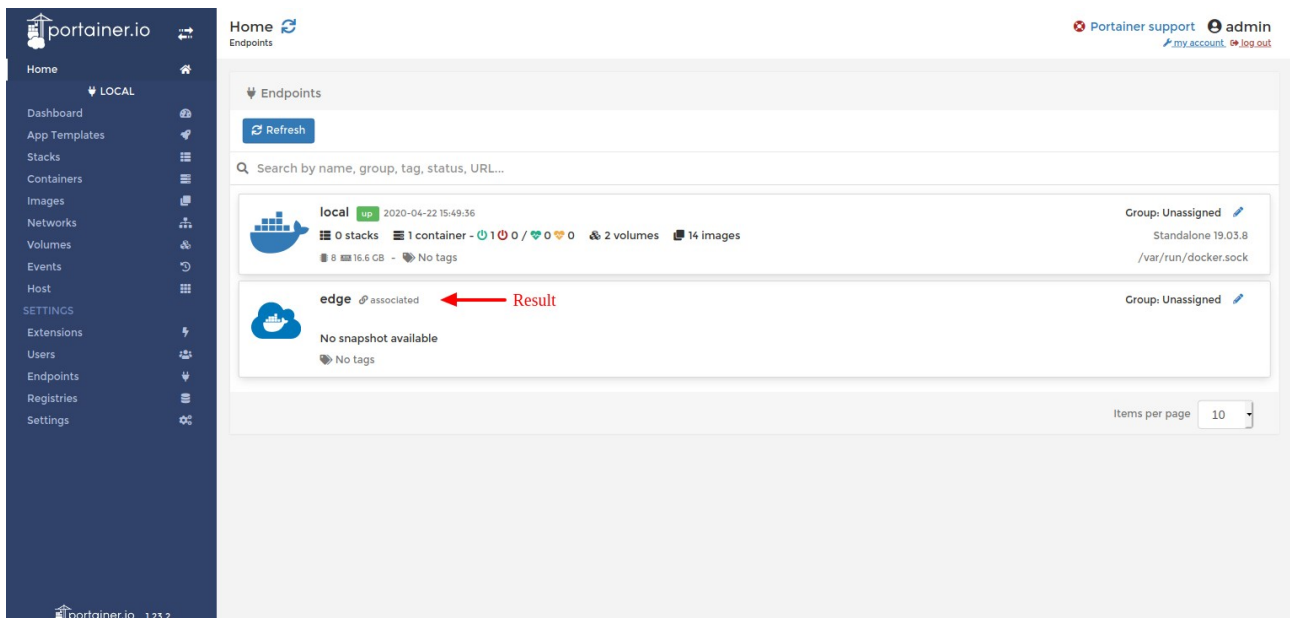 portainer.io
Home
LOCAL
Dashboard
App Templates
Stacks
Containers
Images
Networks
Volumes
Events
Host
SETTINGS
Extensions
Users
Endpoints
Registries
Settings
portainer.io 1.23.2
Home
Endpoints
Portainer support admin
my account log out
Endpoints
Refresh
Search by name, group, tag, status, URL...
local up 2020-04-22 15:49:36 Group: Unassigned
0 stacks 1 container - 1 0 / 0 0 2 volumes 14 images Standalone 19.03.8
8 16.6 GB - No tags /var/run/docker.sock
edge associated Result Group: Unassigned
No snapshot available
No tags
Items per page 10